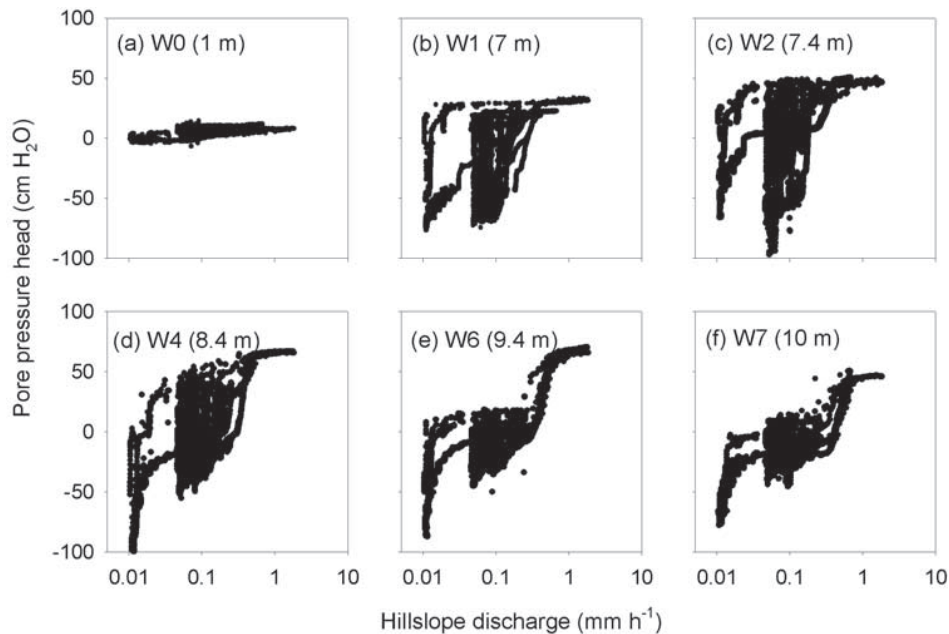 100
50
0
-50
-100
(a) W0 (1 m)
(b) W1 (7 m)
(c) W2 (7.4 m)
Pore pressure head (cm H₂O)
100
50
0
-50
-100
(d) W4 (8.4 m)
(e) W6 (9.4 m)
(f) W7 (10 m)
0.01 0.1 1 10
0.01 0.1 1 10
0.01 0.1 1 10
Hillslope discharge (mm h⁻¹)